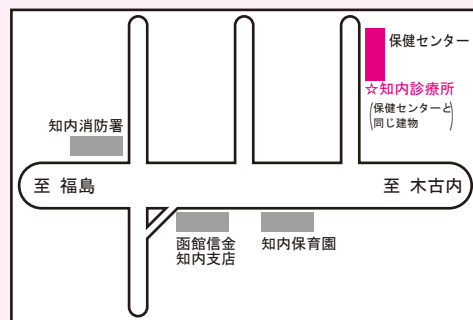 保健センター
☆知内診療所
(保健センターと
同じ建物)
知内消防署
至 福島
至 木古内
函館信金
知内支店
知内保育園